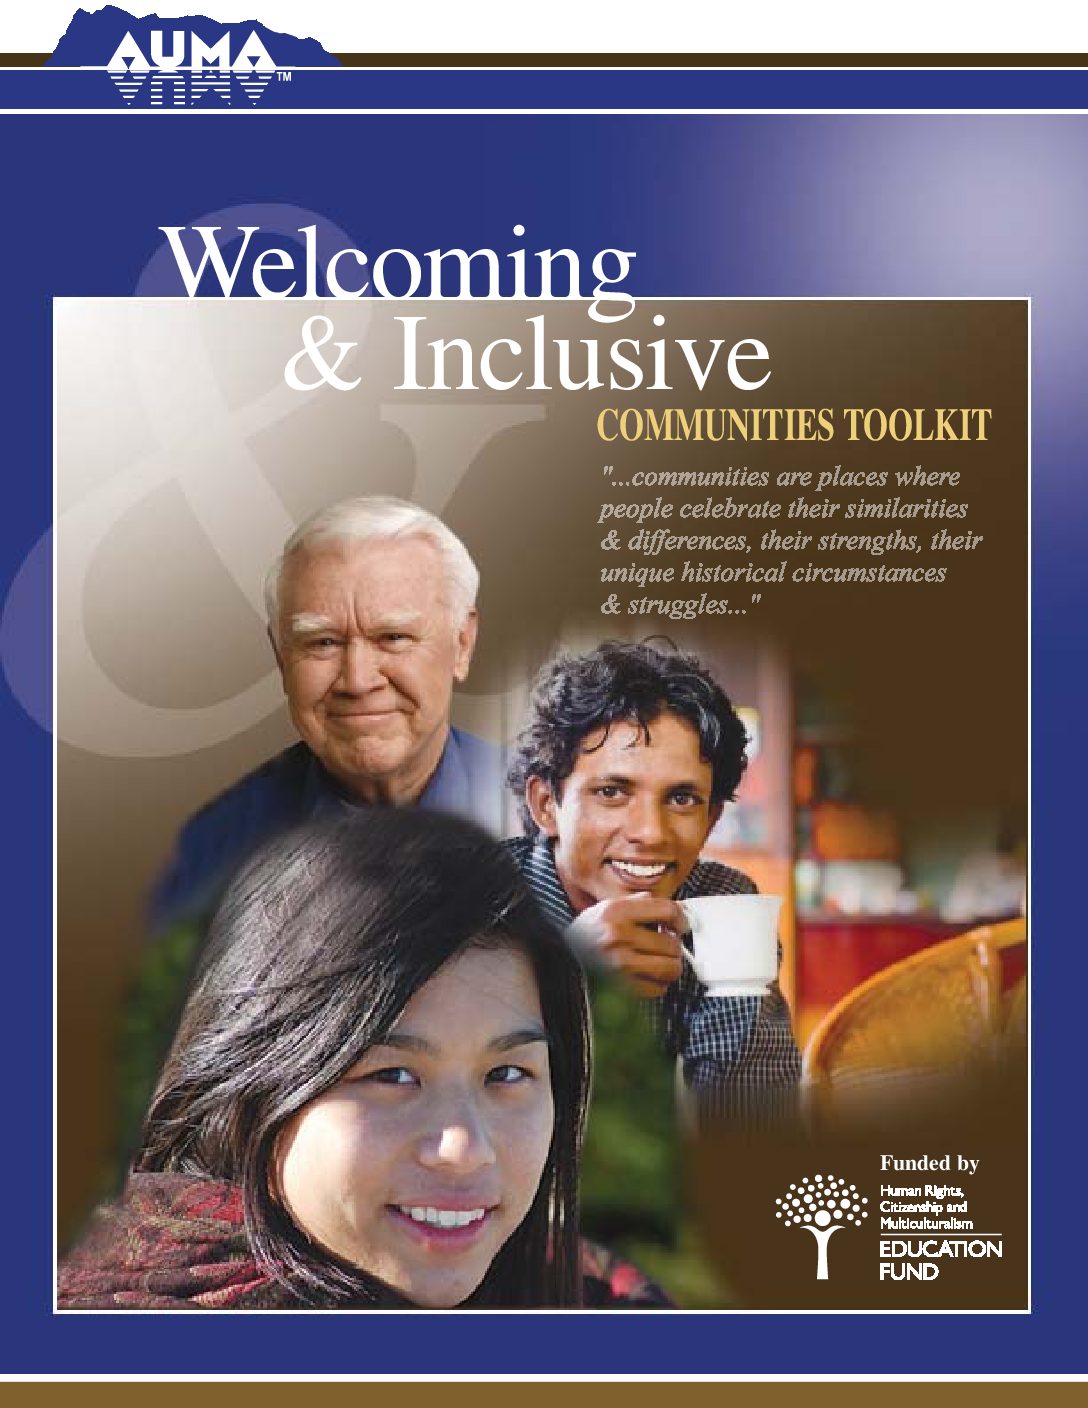 AUMA TM
Welcoming
& Inclusive
COMMUNITIES TOOLKIT
"...communities are places where
people celebrate their similarities
& differences, their strengths, their
unique historical circumstances
& struggles..."
Funded by
Human Rights,
Citizenship and
Multiculturalism
EDUCATION
FUND